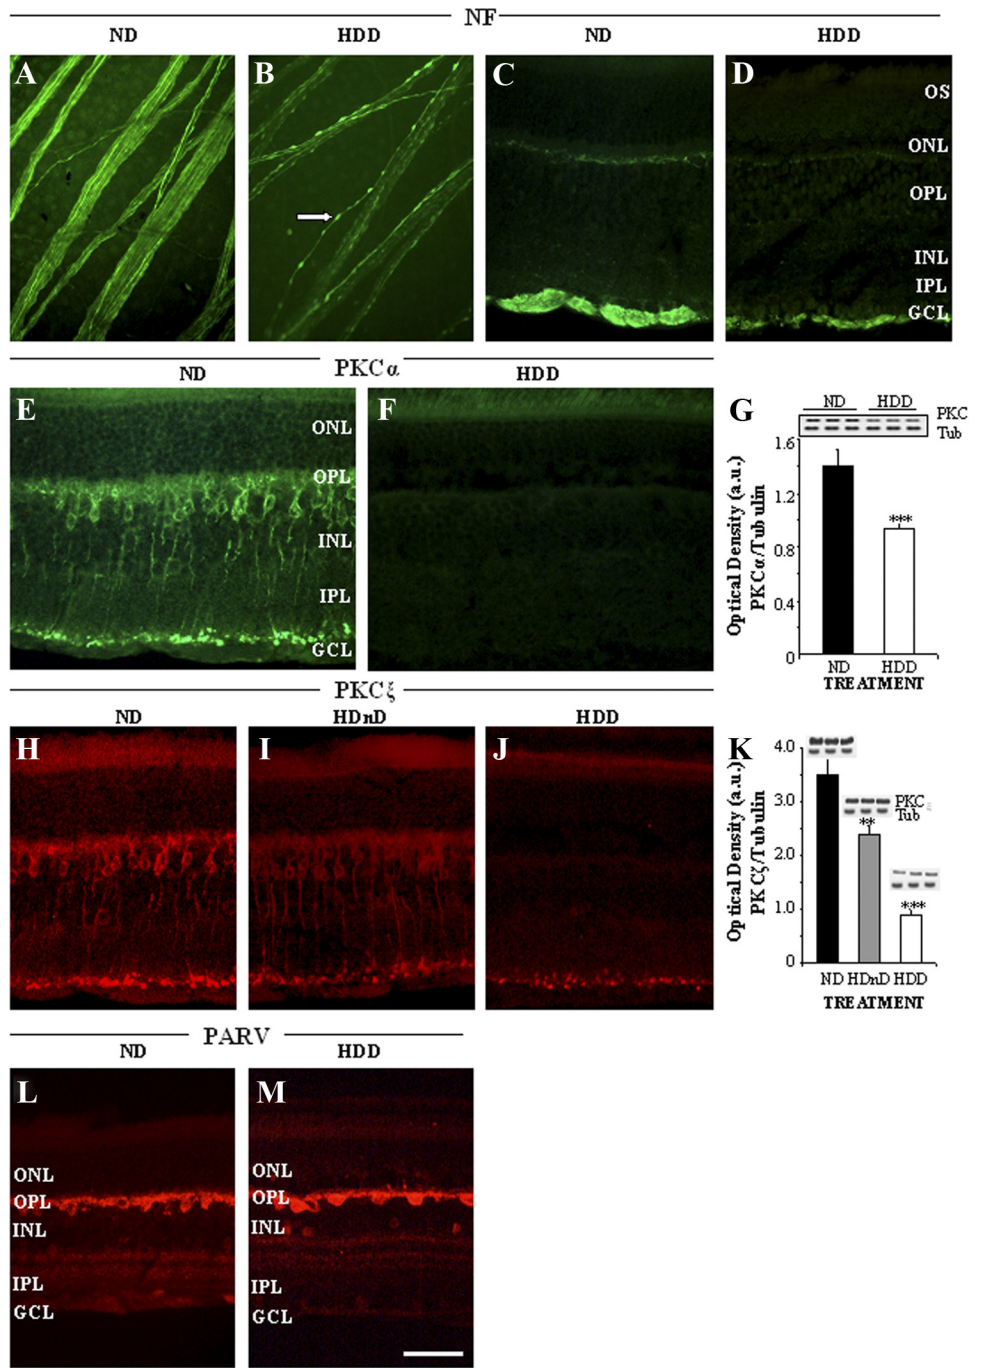 NF
ND HDD ND HDD
A B C D
OS
ONL
OPL
INL
IPL
GCL
PKCα
ND HDD
E F G
ONL
OPL
INL
IPL
GCL
ND HDD
PKC
Tub
1.6
1.2
0.8
0.4
0
***
Optical Density (a.u.)
PKCα/Tubulin
ND HDD
TREATMENT
PKCξ
ND HDnD HDD
H I J K
4.0
3.0
2.0
1.0
0
PKC
Tub
**
***
Optical Density (a.u.)
PKCζ/Tubulin
ND HDnD HDD
TREATMENT
PARV
ND HDD
L M
ONL
OPL
INL
IPL
GCL
ONL
OPL
INL
IPL
GCL